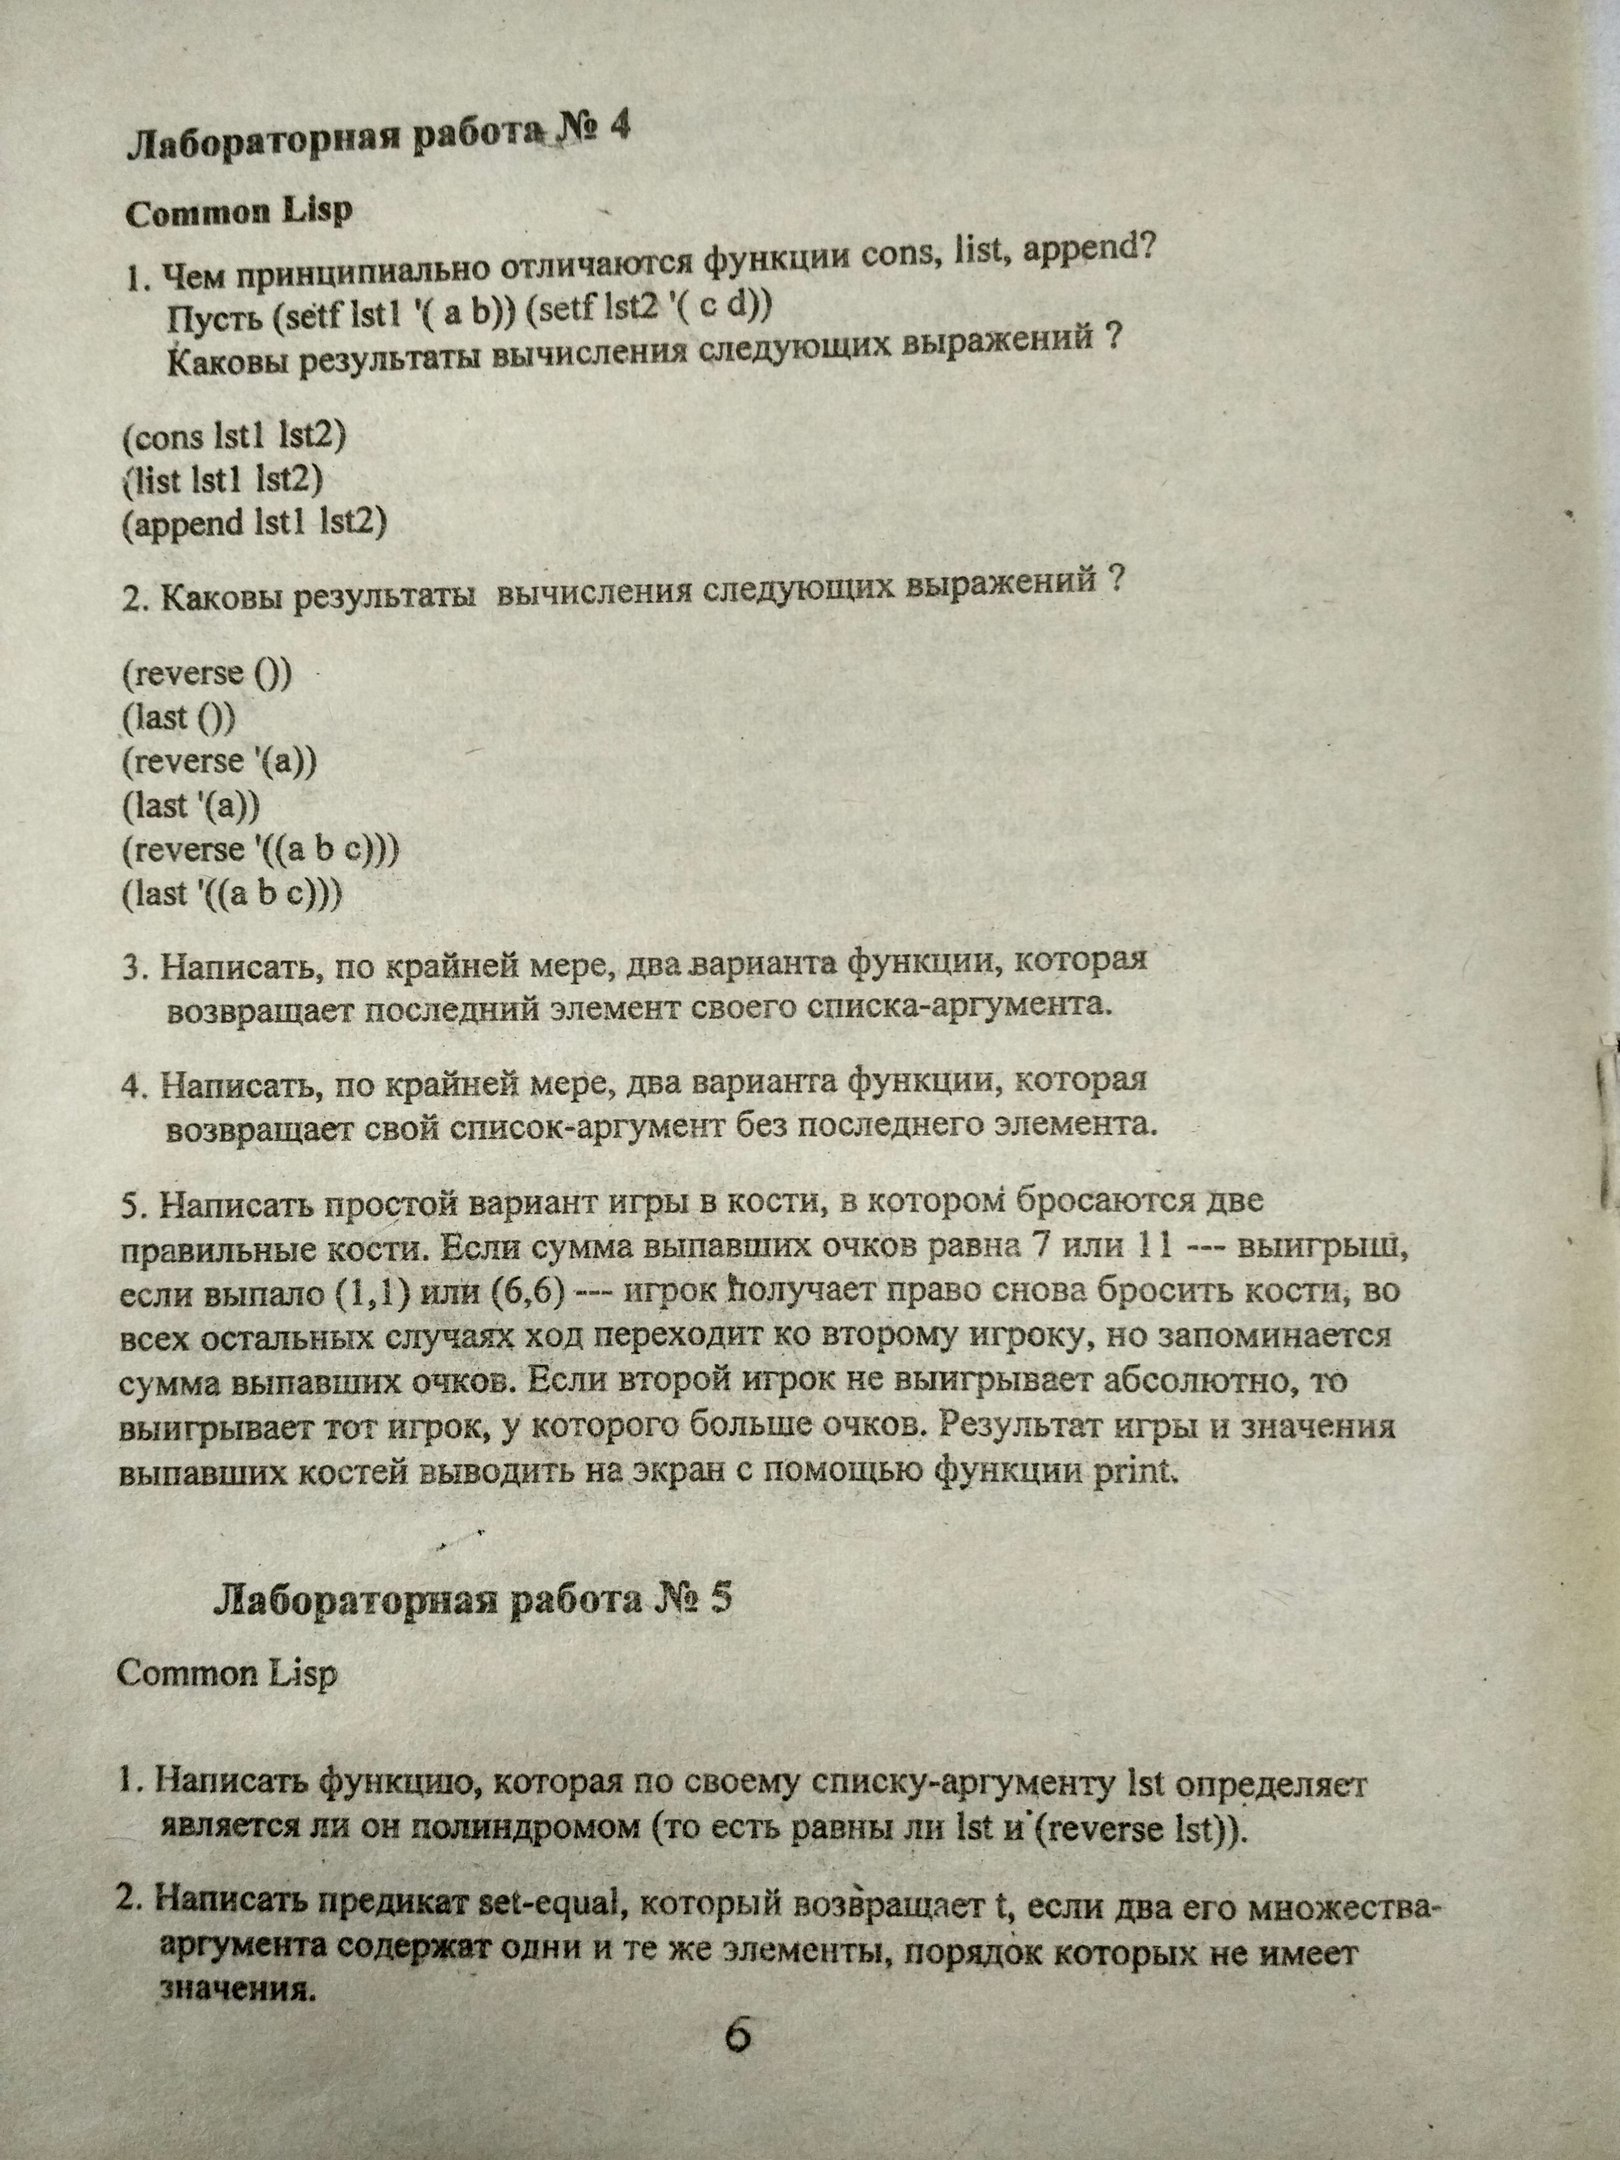 Лабораторная работа № 4
Common Lisp
1. Чем принципиально отличаются функции cons, list, append?
Пусть (setf lst1 '( a b)) (setf lst2 '( c d))
Каковы результаты вычисления следующих выражений ?
(cons lst1 lst2)
(list lst1 lst2)
(append lst1 lst2)
2. Каковы результаты вычисления следующих выражений ?
(reverse ())
(last ())
(reverse '(a))
(last '(a))
(reverse '((a b c)))
(last '((a b c)))
3. Написать, по крайней мере, два варианта функции, которая
возвращает последний элемент своего списка-аргумента.
4. Написать, по крайней мере, два варианта функции, которая
возвращает свой список-аргумент без последнего элемента.
5. Написать простой вариант игры в кости, в котором бросаются две
правильные кости. Если сумма выпавших очков равна 7 или 11 --- выигрыш,
если выпало (1,1) или (6,6) --- игрок получает право снова бросить кости, во
всех остальных случаях ход переходит ко второму игроку, но запоминается
сумма выпавших очков. Если второй игрок не выигрывает абсолютно, то
выигрывает тот игрок, у которого больше очков. Результат игры и значения
выпавших костей выводить на экран с помощью функции print.
Лабораторная работа № 5
Common Lisp
1. Написать функцию, которая по своему списку-аргументу lst определяет
является ли он полиндромом (то есть равны ли lst и (reverse lst)).
2. Написать предикат set-equal, который возвращает t, если два его множества-
аргумента содержат одни и те же элементы, порядок которых не имеет
значения.
6